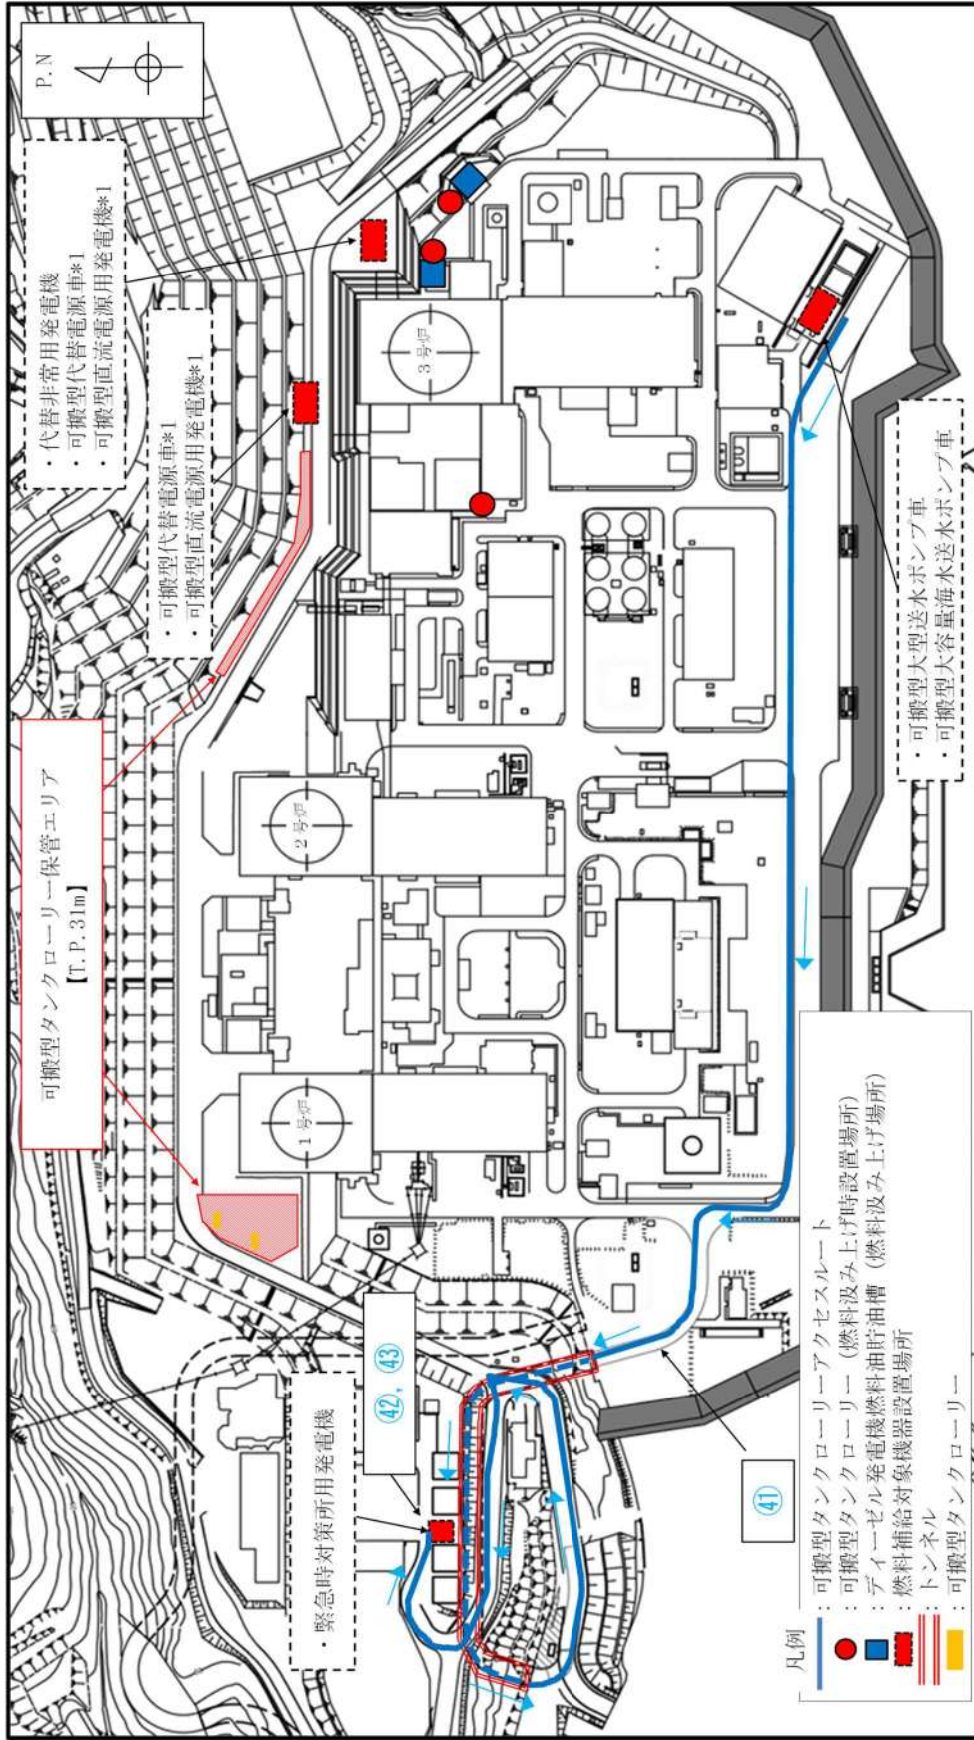 P.N
・代替非常用発電機
・可搬型代替電源車*1
・可搬型直流電源用発電機*1
・可搬型代替電源車*1
・可搬型直流電源用発電機*1
可搬型タンクローリー保管エリア
【T.P.31m】
3号炉
2号炉
1号炉
・緊急時対策所用発電機
㊷, ㊸
㊶
・可搬型大型送水ポンプ車
・可搬型大容量海水送水ポンプ車
凡例
：可搬型タンクローリーアクセスルート
：可搬型タンクローリー（燃料汲み上げ時設置場所）
：ディーゼル発電機燃料油貯油槽（燃料汲み上げ場所）
：燃料補給対象機器設置場所
：トンネル
：可搬型タンクローリー